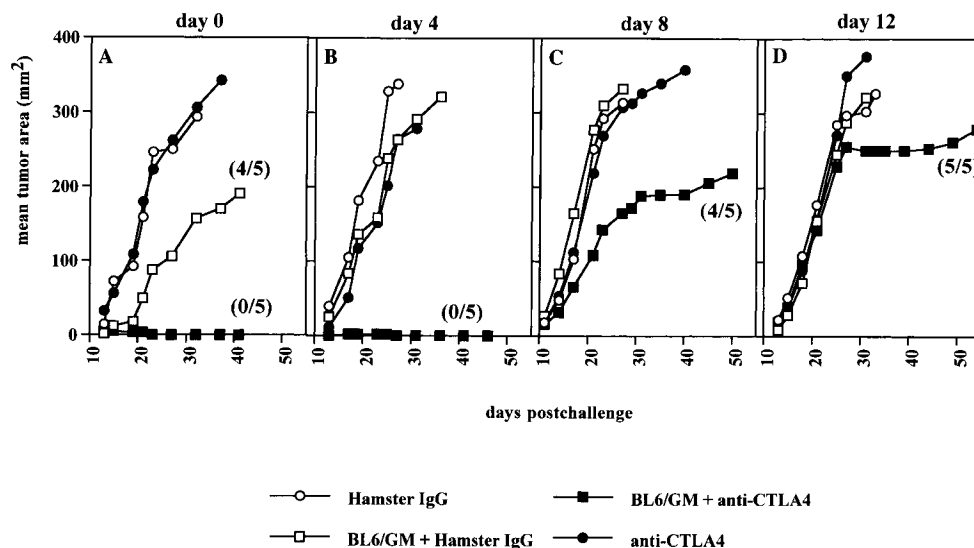 day 0 day 4 day 8 day 12
mean tumor area (mm²)
400
300
200
100
0
A
(4/5)
(0/5)
B
(0/5)
C
(4/5)
D
(5/5)
10 20 30 40 50 10 20 30 40 50 10 20 30 40 50 10 20 30 40 50
days postchallenge
Hamster IgG
BL6/GM + anti-CTLA4
BL6/GM + Hamster IgG
anti-CTLA4